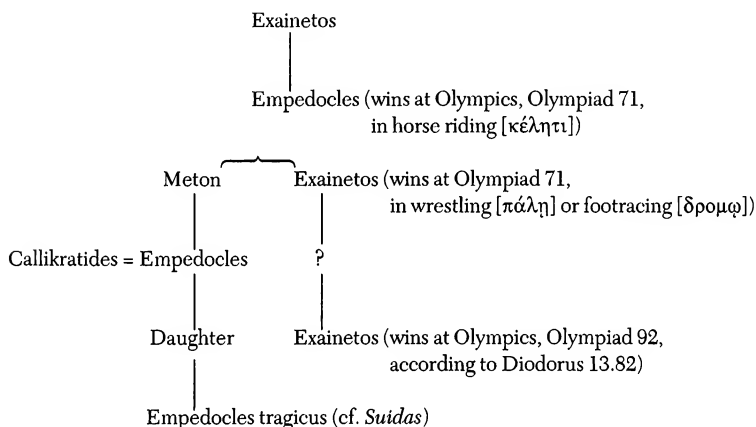 Exainetos
Empedocles (wins at Olympics, Olympiad 71,
in horse riding [κέλητι])
Meton Exainetos (wins at Olympiad 71,
in wrestling [πάλῃ] or footracing [δρομῳ])
Callikratides = Empedocles ?
Daughter Exainetos (wins at Olympics, Olympiad 92,
according to Diodorus 13.82)
Empedocles tragicus (cf. Suidas)